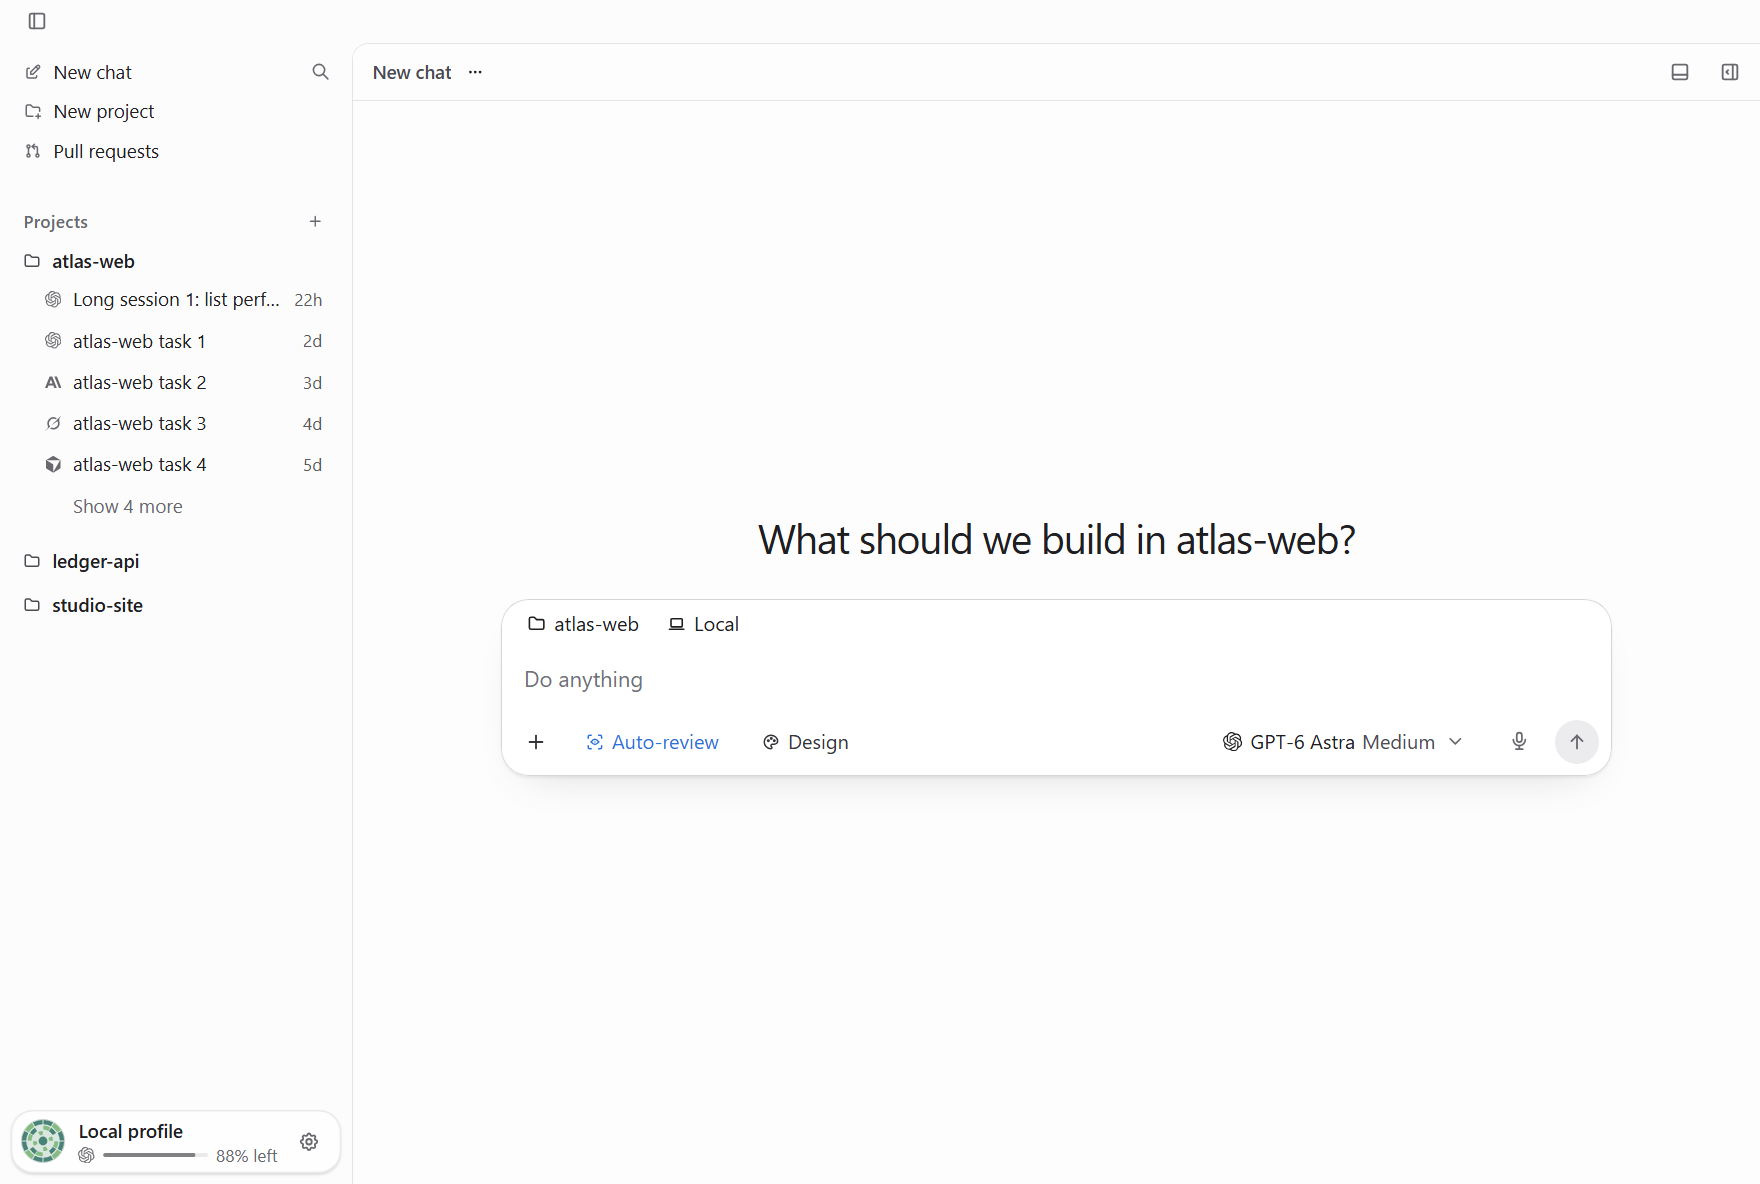 New chat
New project
Pull requests
Projects
atlas-web
Long session 1: list perf... 22h
atlas-web task 1 2d
atlas-web task 2 3d
atlas-web task 3 4d
atlas-web task 4 5d
Show 4 more
ledger-api
studio-site
Local profile
88% left
New chat
What should we build in atlas-web?
atlas-web Local
Do anything
Auto-review Design GPT-6 Astra Medium